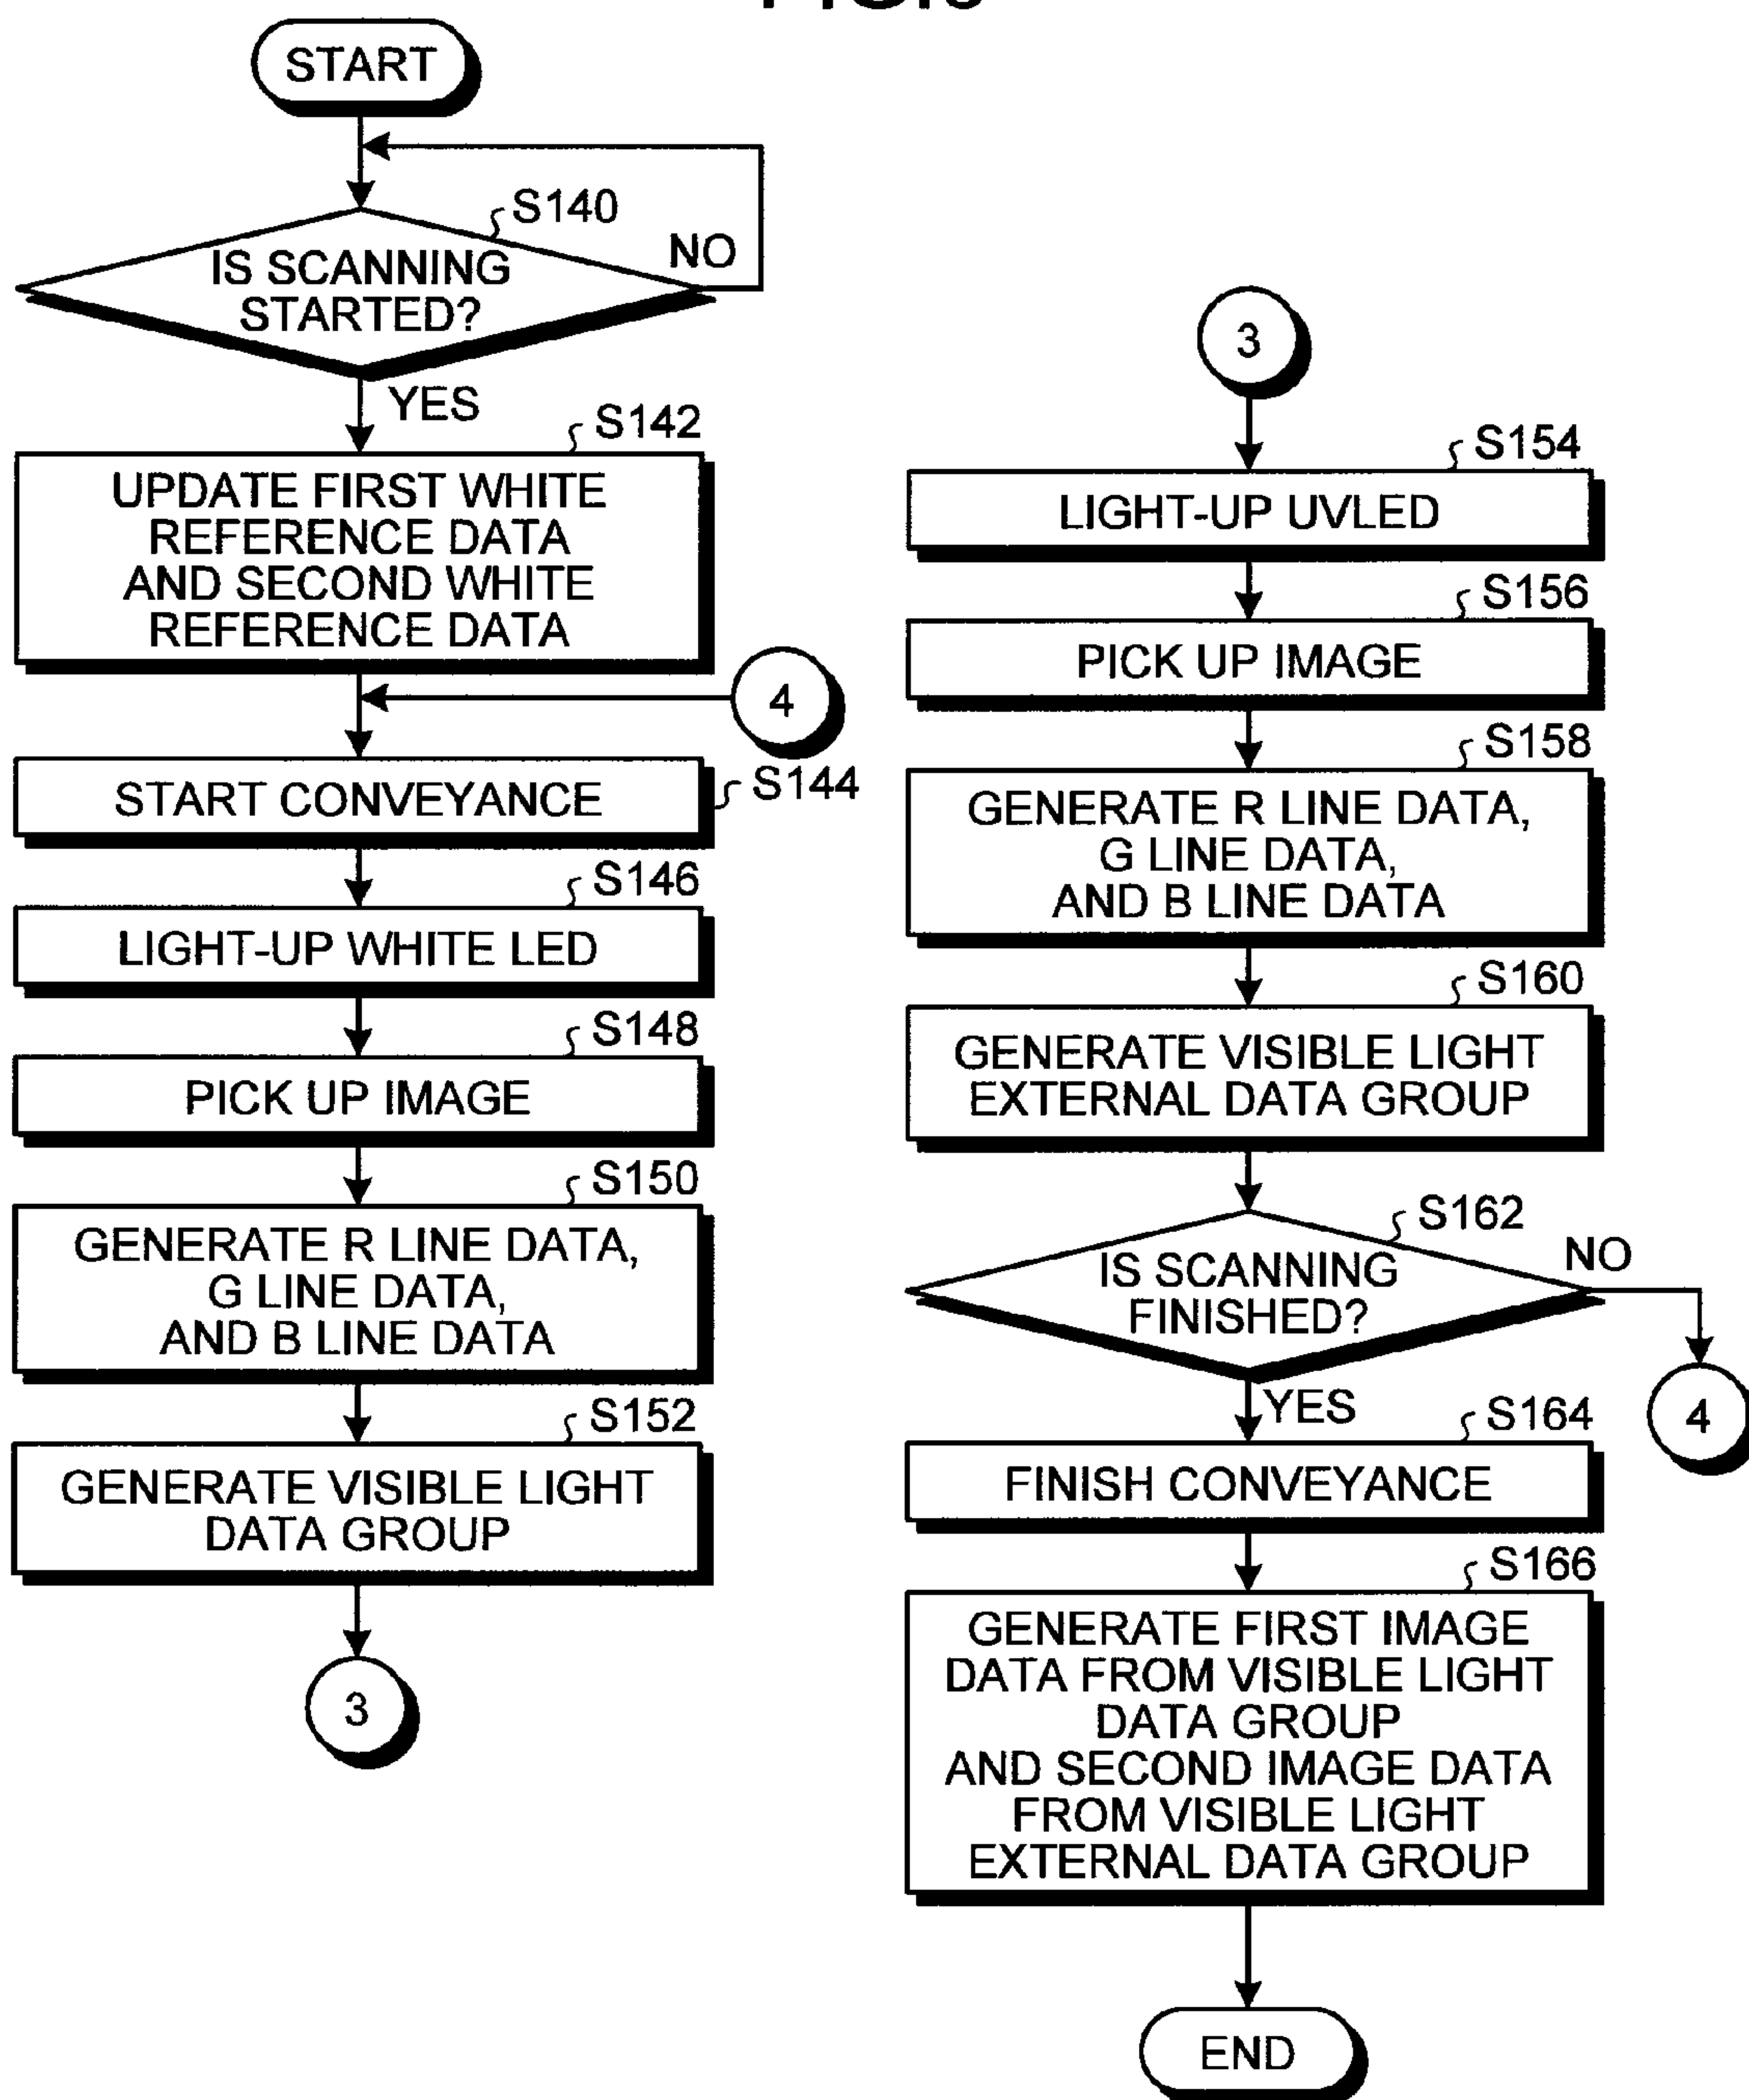 START
S140
IS SCANNING
STARTED?
NO
YES
S142
UPDATE FIRST WHITE
REFERENCE DATA
AND SECOND WHITE
REFERENCE DATA
4
START CONVEYANCE
S144
S146
LIGHT-UP WHITE LED
S148
PICK UP IMAGE
S150
GENERATE R LINE DATA,
G LINE DATA,
AND B LINE DATA
S152
GENERATE VISIBLE LIGHT
DATA GROUP
3
3
S154
LIGHT-UP UVLED
S156
PICK UP IMAGE
S158
GENERATE R LINE DATA,
G LINE DATA,
AND B LINE DATA
S160
GENERATE VISIBLE LIGHT
EXTERNAL DATA GROUP
S162
IS SCANNING
FINISHED?
NO
4
YES
S164
FINISH CONVEYANCE
S166
GENERATE FIRST IMAGE
DATA FROM VISIBLE LIGHT
DATA GROUP
AND SECOND IMAGE DATA
FROM VISIBLE LIGHT
EXTERNAL DATA GROUP
END